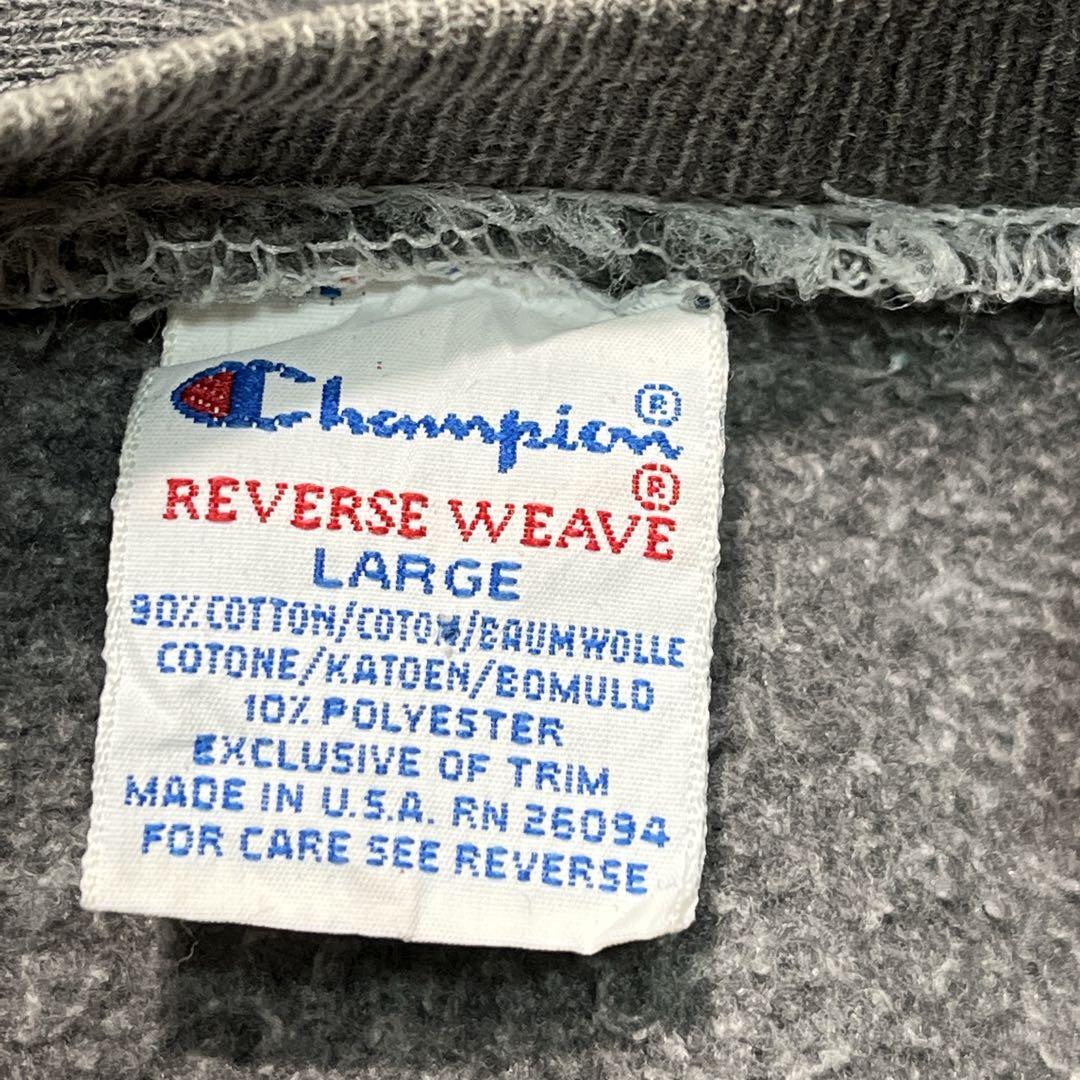 Champion®
REVERSE WEAVE®
LARGE
90% COTTON/COTON/BAUMWOLLE
COTONE/KATOEN/BOMULD
10% POLYESTER
EXCLUSIVE OF TRIM
MADE IN U.S.A. RN 26094
FOR CARE SEE REVERSE